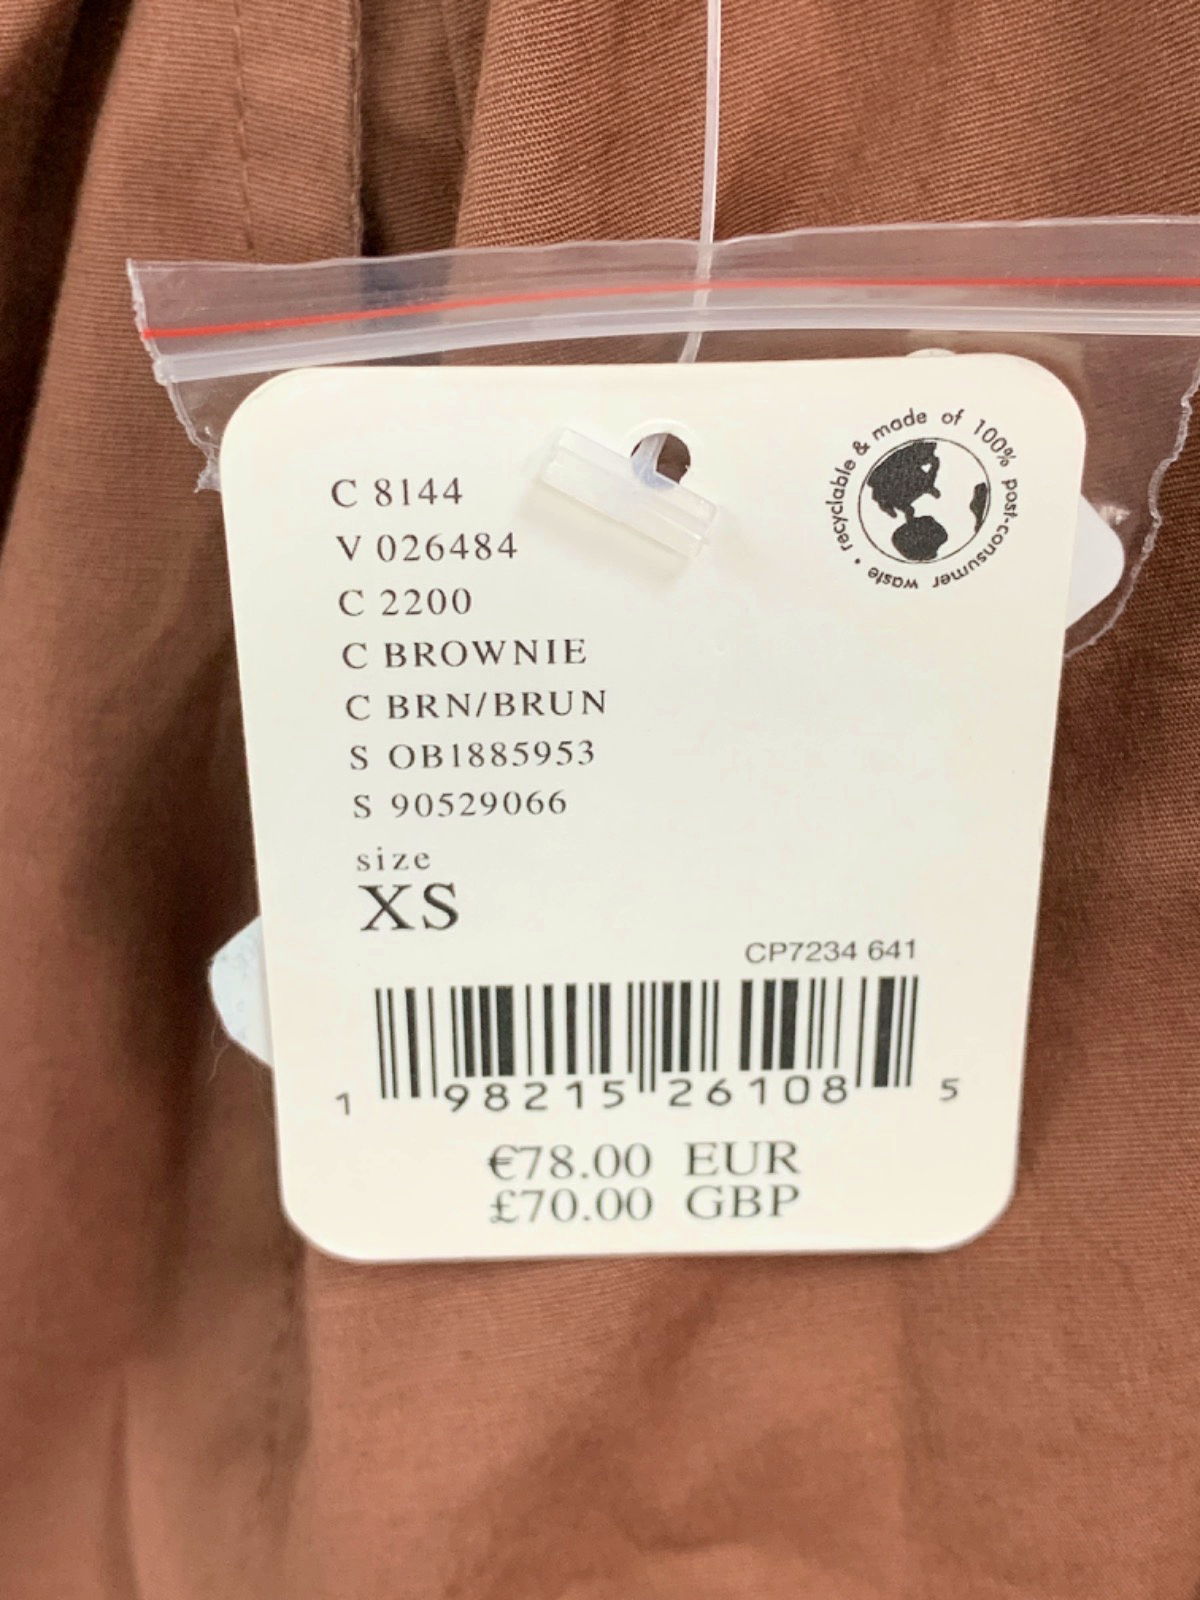 recyclable & made of 100% post-consumer waste •
C 8144
V 026484
C 2200
C BROWNIE
C BRN/BRUN
S OB1885953
S 90529066
size
XS
CP7234 641
1 98215 26108 5
€78.00 EUR
£70.00 GBP